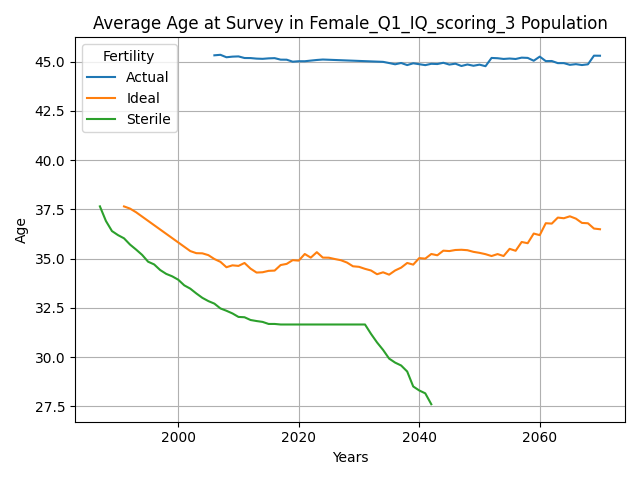 Average Age at Survey in Female_Q1_IQ_scoring_3 Population
Fertility
Actual
Ideal
Sterile
Age
45.0
42.5
40.0
37.5
35.0
32.5
30.0
27.5
2000
2020
2040
2060
Years